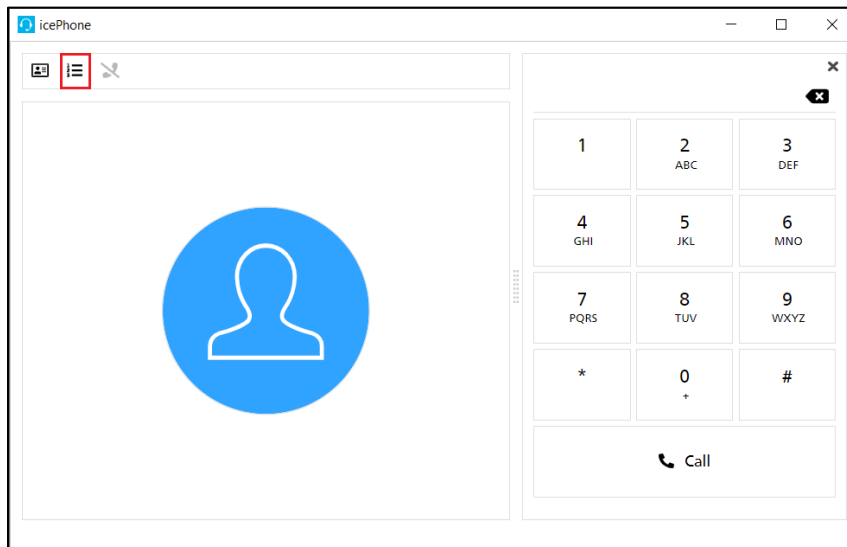 icePhone
1
2
ABC
3
DEF
4
GHI
5
JKL
6
MNO
7
PQRS
8
TUV
9
WXYZ
*
0
+
#
Call